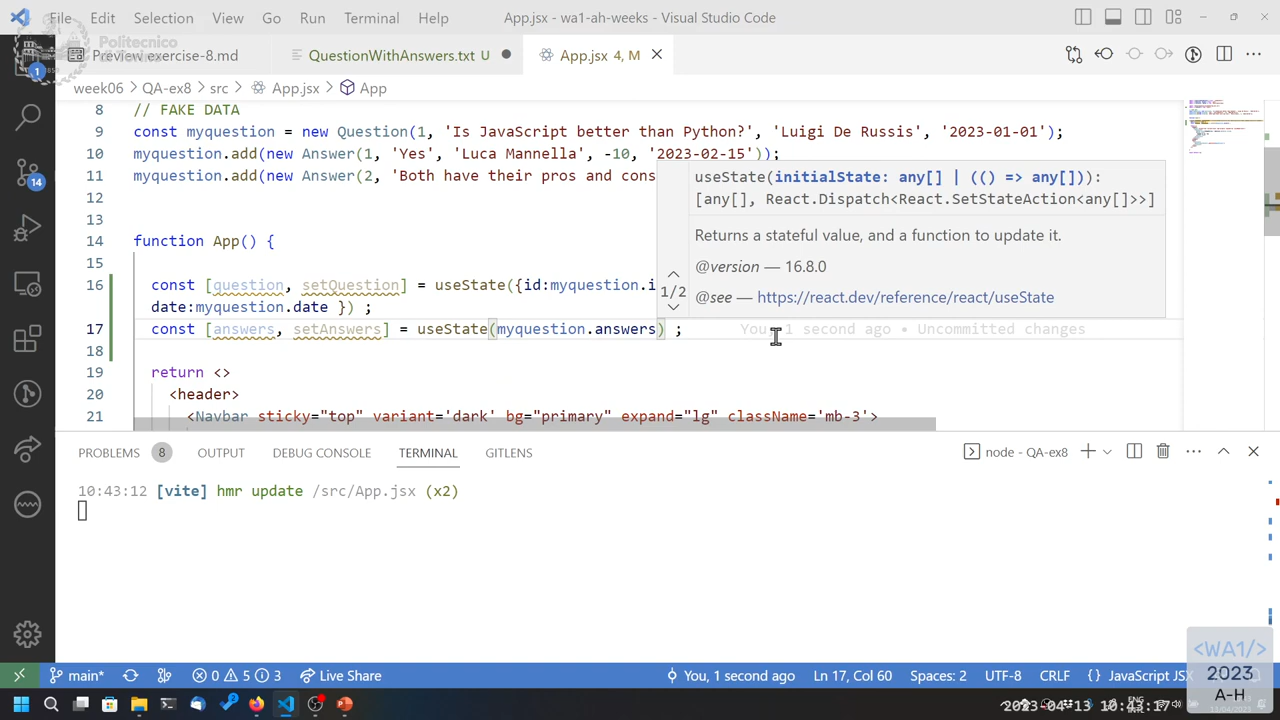 File Edit Selection View Go Run Terminal Help App.jsx - wa1-ah-weeks - Visual Studio Code
Politecnico
Preview exercise-8.md QuestionWithAnswers.txt U App.jsx 4, M
1
week06 > QA-ex8 > src > App.jsx > App
8 // FAKE DATA
9 const myquestion = new Question(1, 'Is JavaScript better than Python?', 'Luigi De Russis', '2023-01-01');
10 myquestion.add(new Answer(1, 'Yes', 'Luca Mannella', -10, '2023-02-15'));
11 myquestion.add(new Answer(2, 'Both have their pros and cons
12
13
14 function App() {
15
16 const [question, setQuestion] = useState({id:myquestion.i
date:myquestion.date }) ;
17 const [answers, setAnswers] = useState(myquestion.answers) ; You, 1 second ago • Uncommitted changes
18
19 return <>
20 <header>
21 <Navbar sticky="top" variant='dark' bg="primary" expand="lg" className='mb-3'>
useState(initialState: any[] | (() => any[])):
[any[], React.Dispatch<React.SetStateAction<any[]>>]
Returns a stateful value, and a function to update it.
@version — 16.8.0
1/2
@see — https://react.dev/reference/react/useState
14
PROBLEMS 8 OUTPUT DEBUG CONSOLE TERMINAL GITLENS node - QA-ex8
10:43:12 [vite] hmr update /src/App.jsx (x2)
main* 0 5 3 Live Share You, 1 second ago Ln 17, Col 60 Spaces: 2 UTF-8 CRLF {} JavaScript JSX
<WA1/>
2023
A-H
ENG
2023-04-13 10:43:17